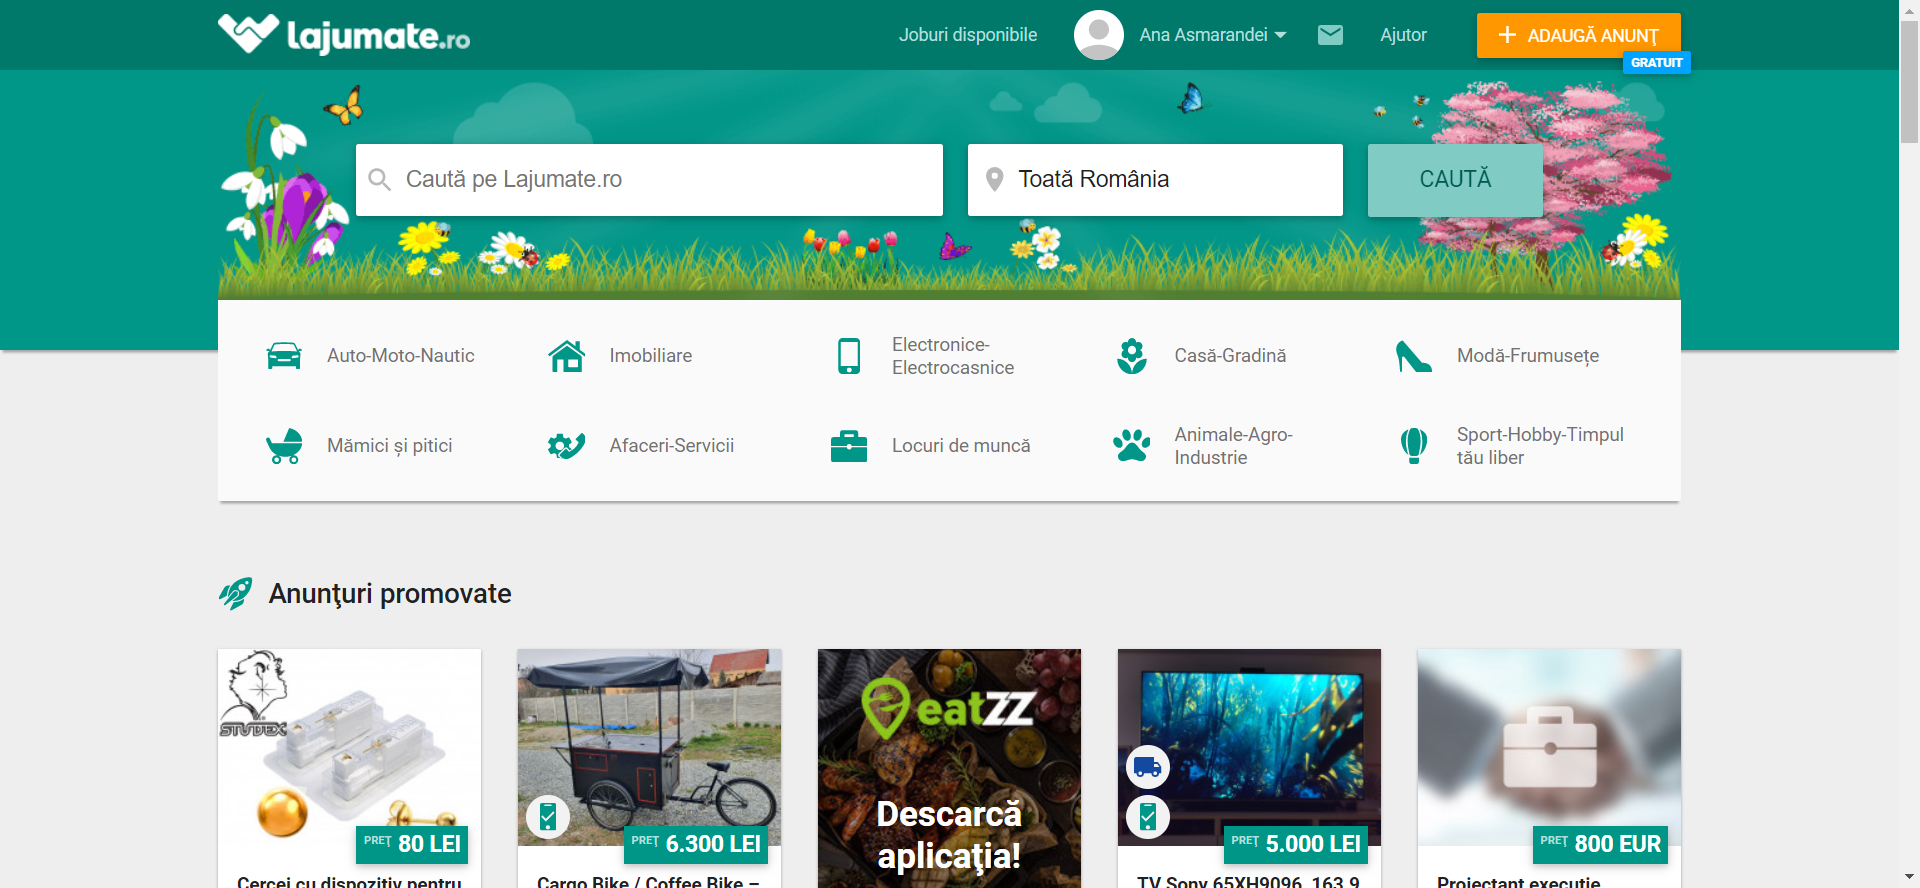 lajumate.ro
Joburi disponibile
Ana Asmarandei
Ajutor
ADAUGĂ ANUNŢ
GRATUIT
Caută pe Lajumate.ro
Toată România
CAUTĂ
Auto-Moto-Nautic
Imobiliare
Electronice-
Electrocasnice
Casă-Gradină
Modă-Frumusețe
Mămici și pitici
Afaceri-Servicii
Locuri de muncă
Animale-Agro-
Industrie
Sport-Hobby-Timpul
tău liber
Anunţuri promovate
STUDEX
PREŢ 80 LEI
Cercei cu dispozitiv pentru
PREŢ 6.300 LEI
Cargo Bike / Coffee Bike –
eatzz
Descarcă
aplicaţia!
PREŢ 5.000 LEI
TV Sony 65XH9096, 163.9
PREŢ 800 EUR
Proiectant execuţie